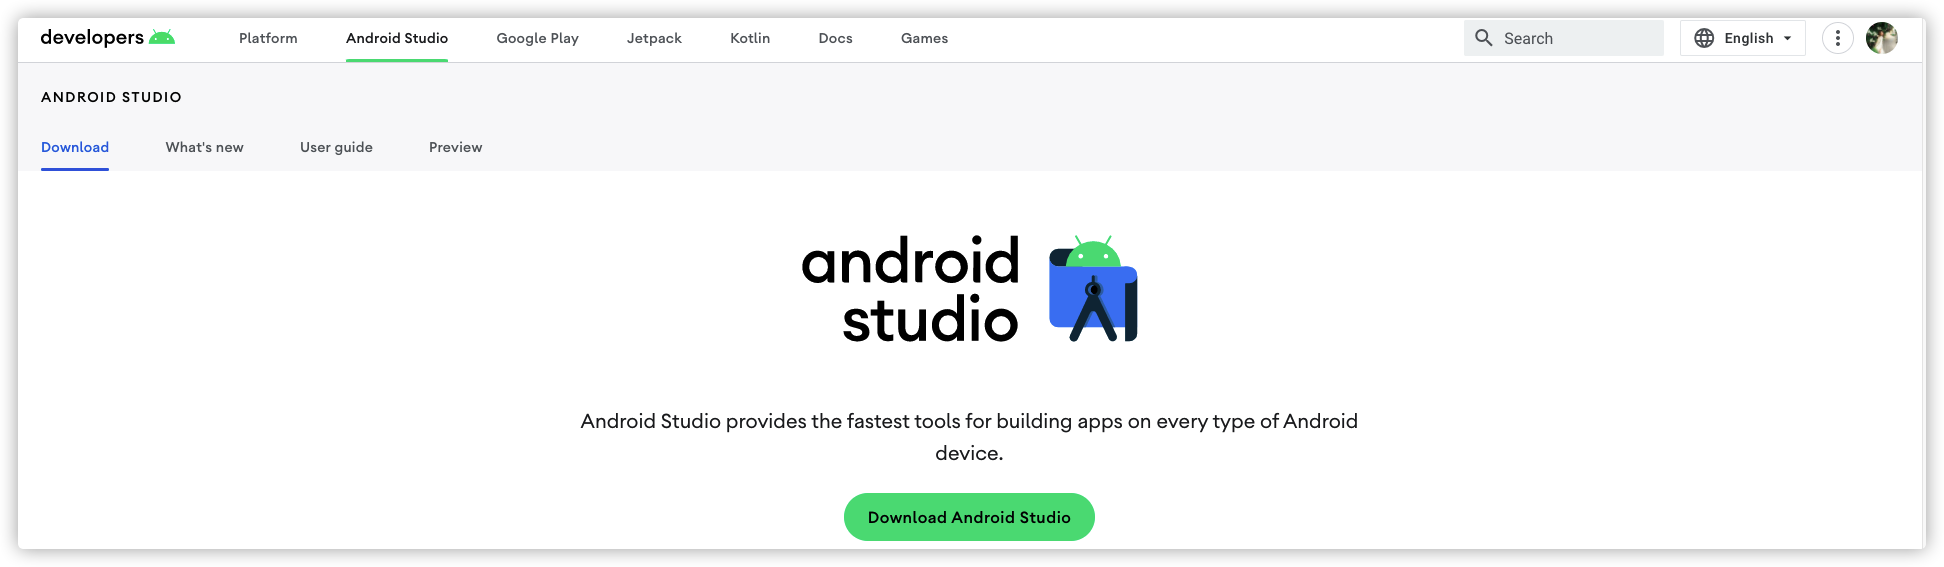 developers
Platform
Android Studio
Google Play
Jetpack
Kotlin
Docs
Games
Search
English
ANDROID STUDIO
Download
What's new
User guide
Preview
android
studio
Android Studio provides the fastest tools for building apps on every type of Android
device.
Download Android Studio